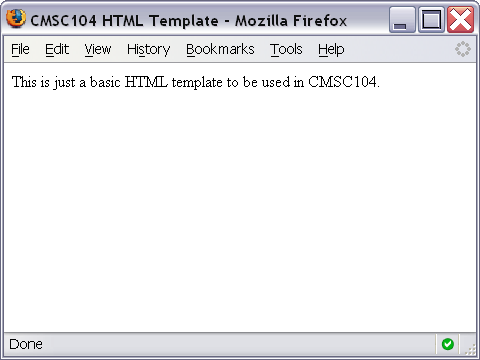 CMSC104 HTML Template - Mozilla Firefox
File Edit View History Bookmarks Tools Help
This is just a basic HTML template to be used in CMSC104.
Done